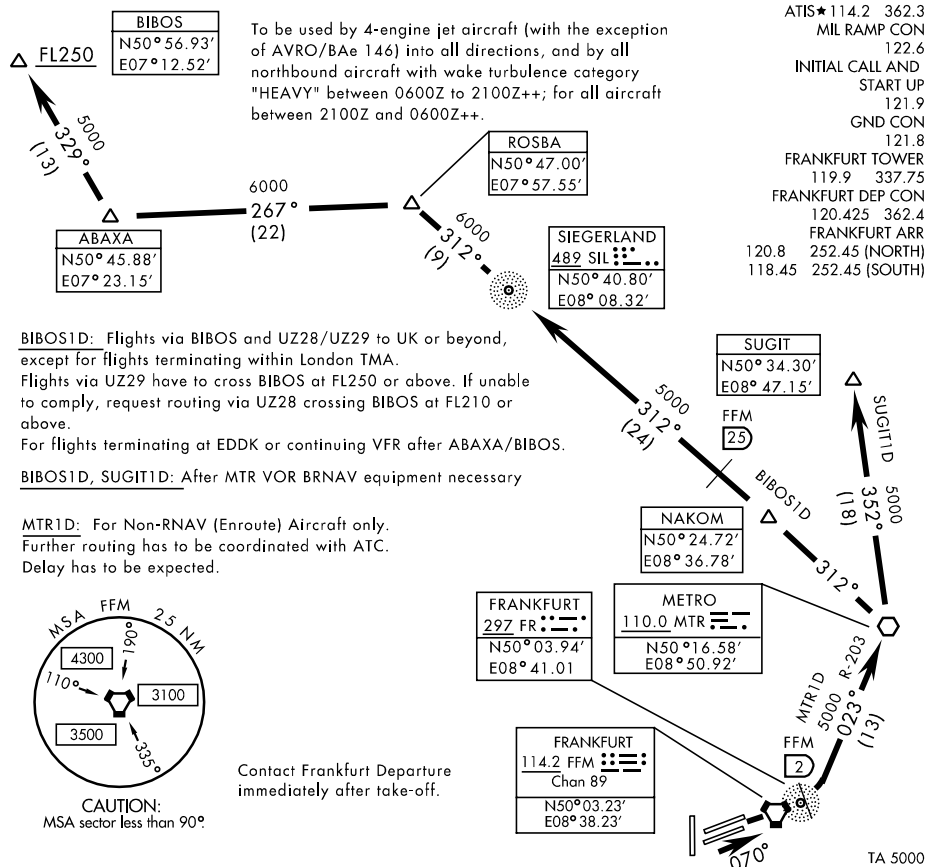 ATIS★114.2 362.3
MIL RAMP CON
122.6
INITIAL CALL AND
START UP
121.9
GND CON
121.8
FRANKFURT TOWER
119.9 337.75
FRANKFURT DEP CON
120.425 362.4
FRANKFURT ARR
120.8 252.45 (NORTH)
118.45 252.45 (SOUTH)
BIBOS
N50° 56.93'
E07° 12.52'
FL250
To be used by 4-engine jet aircraft (with the exception
of AVRO/BAe 146) into all directions, and by all
northbound aircraft with wake turbulence category
"HEAVY" between 0600Z to 2100Z++; for all aircraft
between 2100Z and 0600Z++.
5000
329°
(13)
ROSBA
N50° 47.00'
E07° 57.55'
6000
267°
(22)
ABAXA
N50° 45.88'
E07° 23.15'
6000
312°
(9)
SIEGERLAND
489 SIL
N50° 40.80'
E08° 08.32'
BIBOS1D: Flights via BIBOS and UZ28/UZ29 to UK or beyond,
except for flights terminating within London TMA.
Flights via UZ29 have to cross BIBOS at FL250 or above. If unable
to comply, request routing via UZ28 crossing BIBOS at FL210 or
above.
For flights terminating at EDDK or continuing VFR after ABAXA/BIBOS.
BIBOS1D, SUGIT1D: After MTR VOR BRNAV equipment necessary
MTR1D: For Non-RNAV (Enroute) Aircraft only.
Further routing has to be coordinated with ATC.
Delay has to be expected.
SUGIT
N50° 34.30'
E08° 47.15'
5000
312°
(24)
FFM
25
BIBOS1D
SUGIT1D
5000
352°
(18)
NAKOM
N50° 24.72'
E08° 36.78'
312°
METRO
110.0 MTR
N50° 16.58'
E08° 50.92'
FRANKFURT
297 FR
N50° 03.94'
E08° 41.01
R-203
MTR1D
5000
023°
(13)
FFM
2
FRANKFURT
114.2 FFM
Chan 89
N50° 03.23'
E08° 38.23'
070°
MSA FFM 25 NM
190°
4300
110°
3100
3500
335°
CAUTION:
MSA sector less than 90°.
Contact Frankfurt Departure
immediately after take-off.
TA 5000